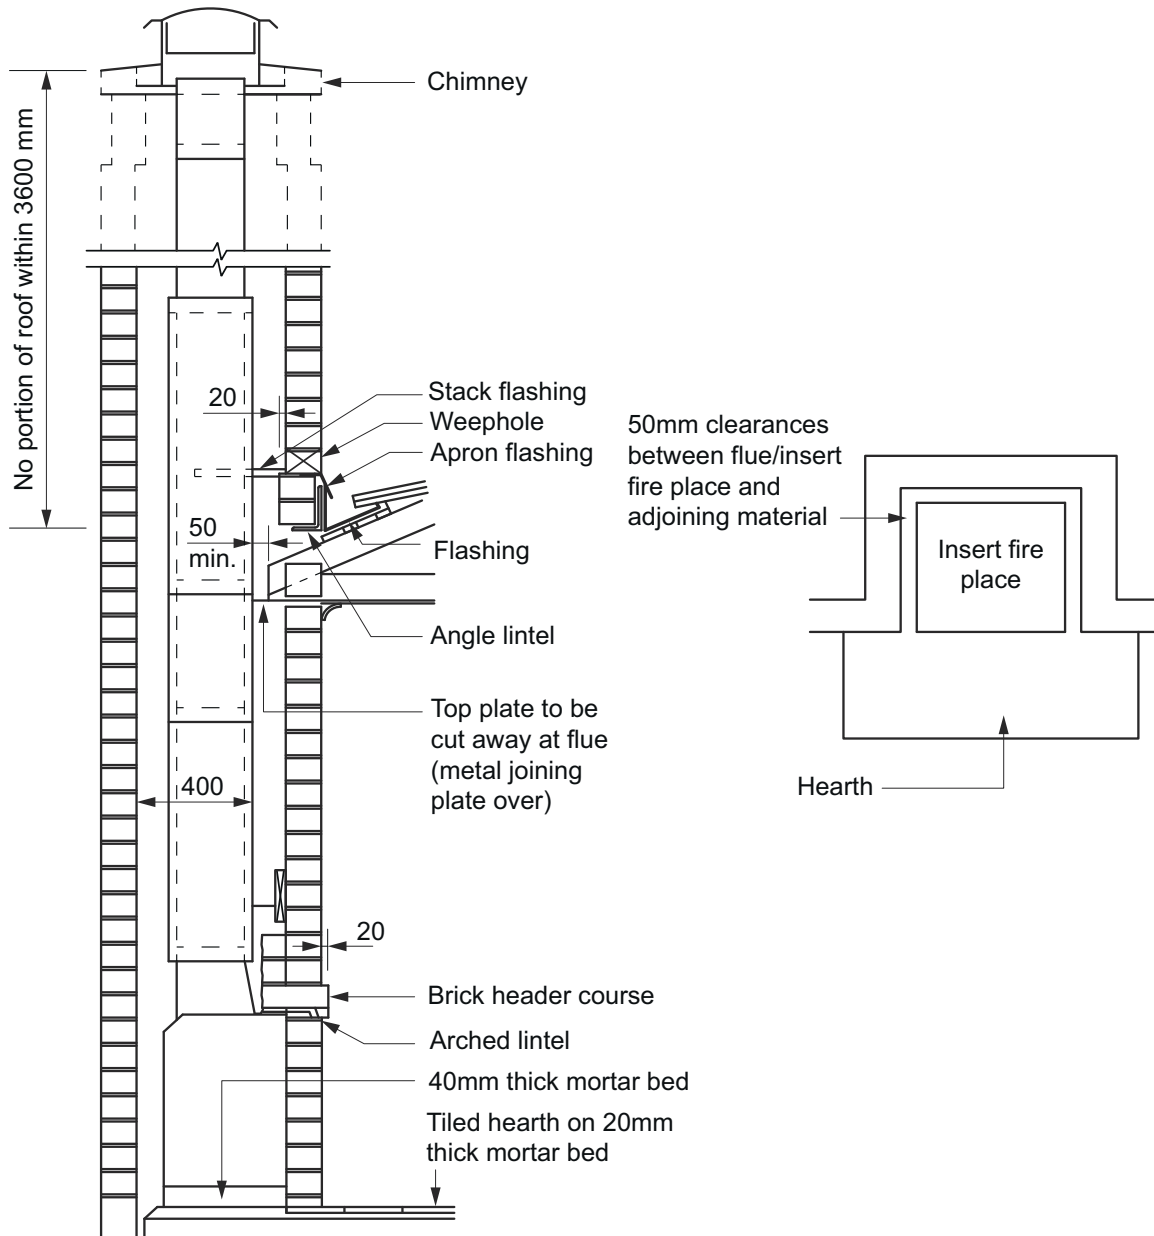 Chimney
No portion of roof within 3600 mm
20
Stack flashing
Weephole
Apron flashing
50
min.
Flashing
Angle lintel
Top plate to be
cut away at flue
(metal joining
plate over)
400
20
Brick header course
Arched lintel
40mm thick mortar bed
Tiled hearth on 20mm
thick mortar bed
50mm clearances
between flue/insert
fire place and
adjoining material
Insert fire
place
Hearth